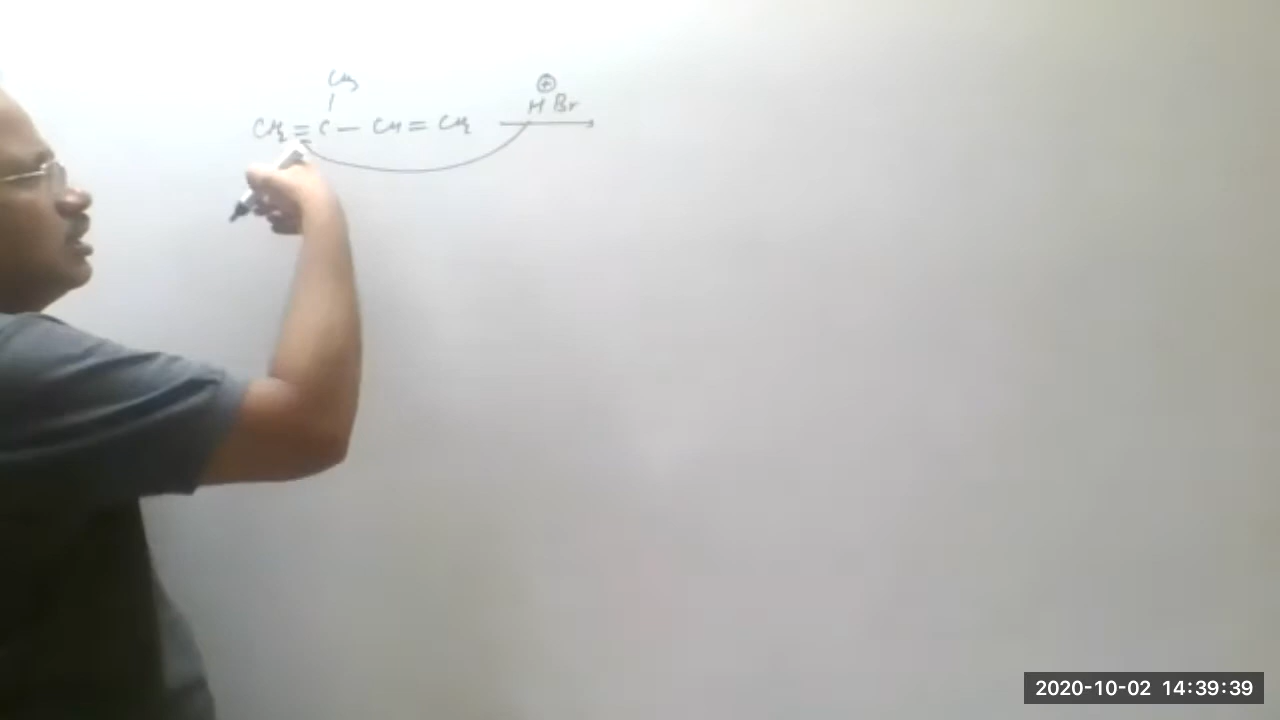 CH3
⊕
CH2 = C — CH = CH2 H Br
2020-10-02 14:39:39